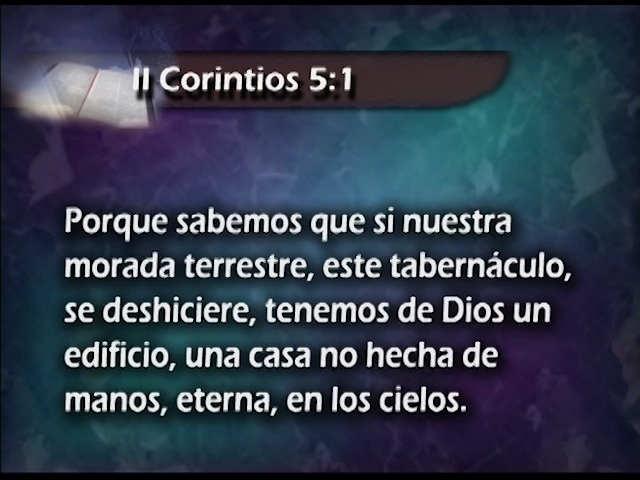 II Corintios 5:1
Porque sabemos que si nuestra
morada terrestre, este tabernáculo,
se deshiciere, tenemos de Dios un
edificio, una casa no hecha de
manos, eterna, en los cielos.